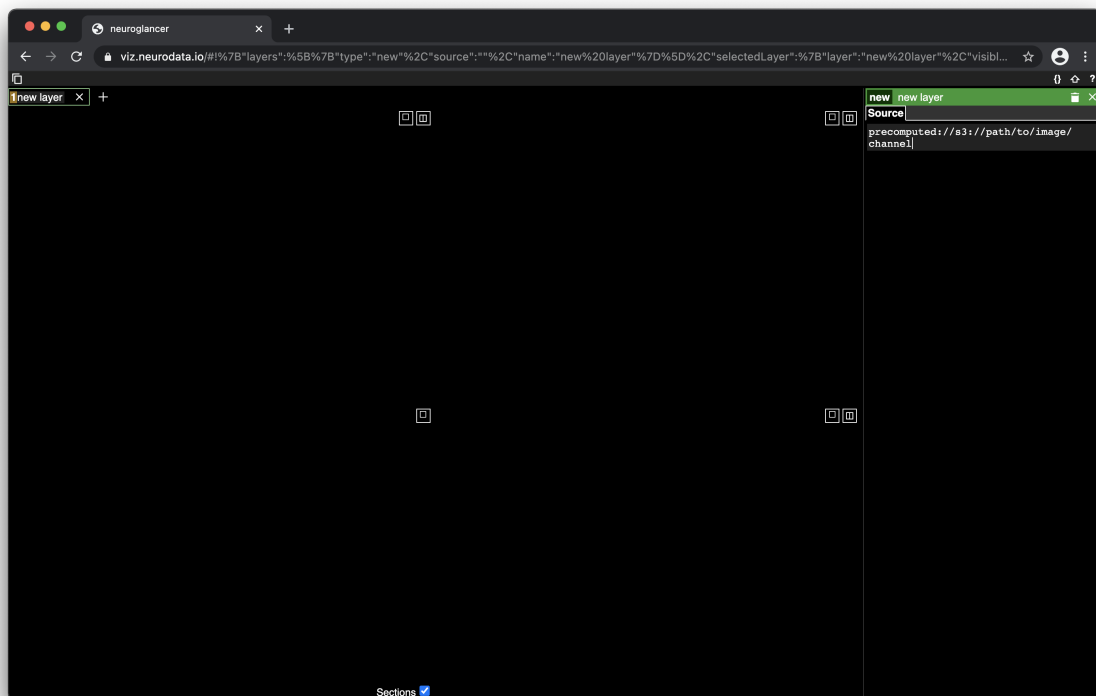 neuroglancer
viz.neurodata.io/#!%7B"layers":%5B%7B"type":"new"%2C"source":""%2C"name":"new%20layer"%7D%5D%2C"selectedLayer":%7B"layer":"new%20layer"%2C"visibl...
{} ?
1 new layer
new new layer
Source
precomputed://s3://path/to/image/
channel
Sections